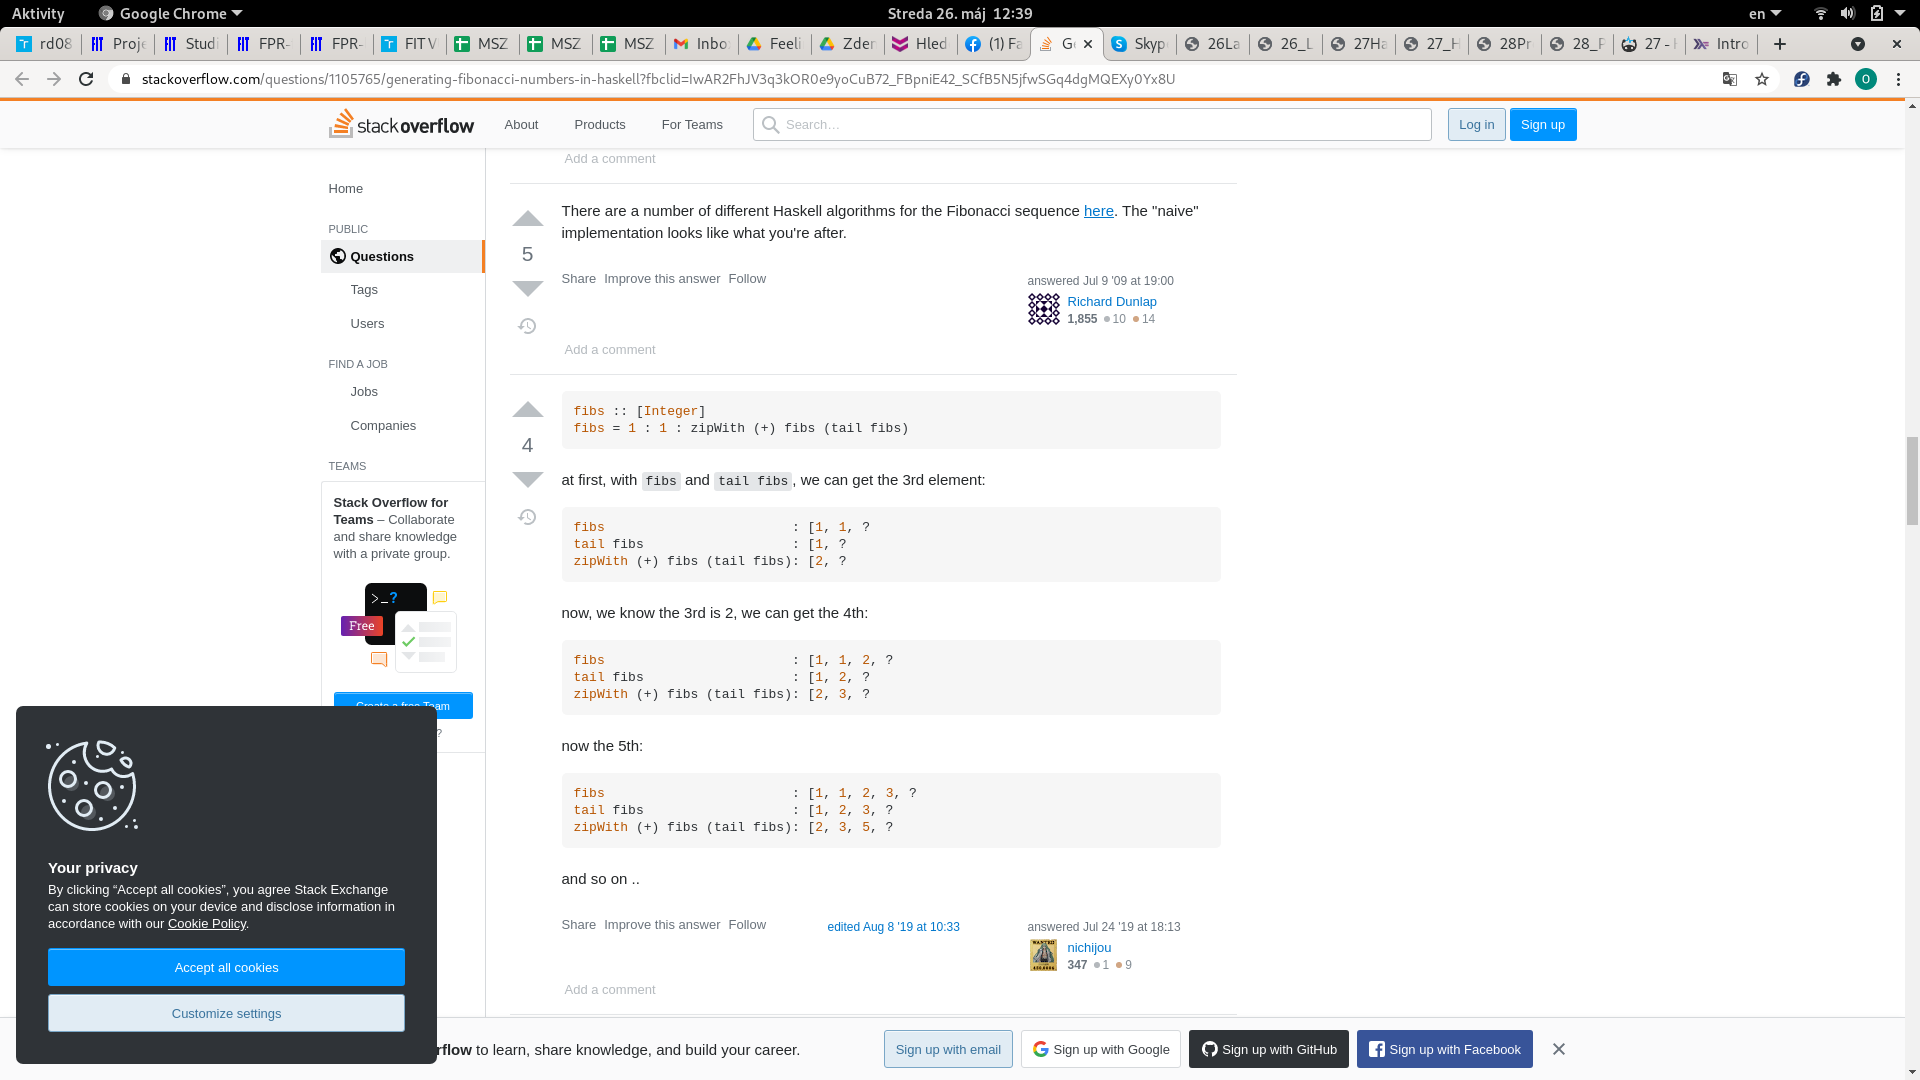 Aktivity
Google Chrome
Streda 26. máj 12:39
en
rd08
Proje
Studi
FPR-
FPR-
FIT V
MSZ
MSZ
MSZ
Inbo
Feeli
Zden
Hled
(1) Fa
Ge
Skyp
26La
26_L
27Ha
27_H
28Pr
28_P
27 -
Intro
stackoverflow.com/questions/1105765/generating-fibonacci-numbers-in-haskell?fbclid=IwAR2FhJV3q3kOR0e9yoCuB72_FBpniE42_SCfB5N5jfwSGq4dgMQEXy0Yx8U
O
stackoverflow
About
Products
For Teams
Search…
Log in
Sign up
Home
PUBLIC
Questions
Tags
Users
FIND A JOB
Jobs
Companies
TEAMS
Stack Overflow for
Teams – Collaborate
and share knowledge
with a private group.
>_?
Free
Create a free Team
?
Add a comment
There are a number of different Haskell algorithms for the Fibonacci sequence here. The "naive"
implementation looks like what you're after.
5
Share Improve this answer Follow
answered Jul 9 '09 at 19:00
Richard Dunlap
1,855 10 14
Add a comment
fibs :: [Integer]
fibs = 1 : 1 : zipWith (+) fibs (tail fibs)
4
at first, with fibs and tail fibs, we can get the 3rd element:
fibs                        : [1, 1, ?
tail fibs                   : [1, ?
zipWith (+) fibs (tail fibs): [2, ?
now, we know the 3rd is 2, we can get the 4th:
fibs                        : [1, 1, 2, ?
tail fibs                   : [1, 2, ?
zipWith (+) fibs (tail fibs): [2, 3, ?
now the 5th:
fibs                        : [1, 1, 2, 3, ?
tail fibs                   : [1, 2, 3, ?
zipWith (+) fibs (tail fibs): [2, 3, 5, ?
and so on ..
Share Improve this answer Follow
edited Aug 8 '19 at 10:33
answered Jul 24 '19 at 18:13
WANTED
nichijou
347 1 9
Add a comment
Your privacy
By clicking “Accept all cookies”, you agree Stack Exchange
can store cookies on your device and disclose information in
accordance with our Cookie Policy.
Accept all cookies
Customize settings
rflow to learn, share knowledge, and build your career.
Sign up with email
Sign up with Google
Sign up with GitHub
Sign up with Facebook